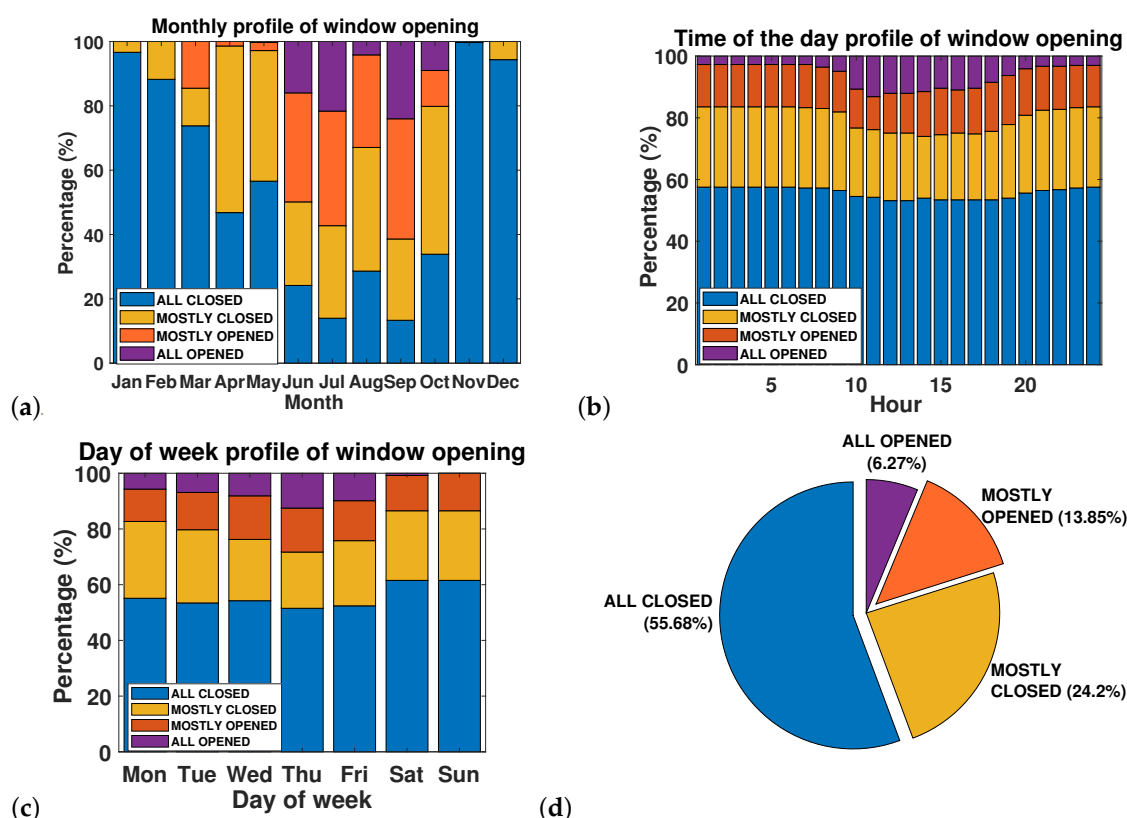 Monthly profile of window opening
100
80
60
40
20
0
Percentage (%)
ALL CLOSED
MOSTLY CLOSED
MOSTLY OPENED
ALL OPENED
Jan Feb Mar Apr May Jun Jul Aug Sep Oct Nov Dec
Month
(a).
Time of the day profile of window opening
100
80
60
40
20
0
Percentage (%)
ALL CLOSED
MOSTLY CLOSED
MOSTLY OPENED
ALL OPENED
5 10 15 20
Hour
(b)
Day of week profile of window opening
100
80
60
40
20
0
Percentage (%)
ALL CLOSED
MOSTLY CLOSED
MOSTLY OPENED
ALL OPENED
Mon Tue Wed Thu Fri Sat Sun
Day of week
(c)
ALL OPENED
(6.27%)
MOSTLY
OPENED (13.85%)
ALL CLOSED
(55.68%)
MOSTLY
CLOSED (24.2%)
(d)